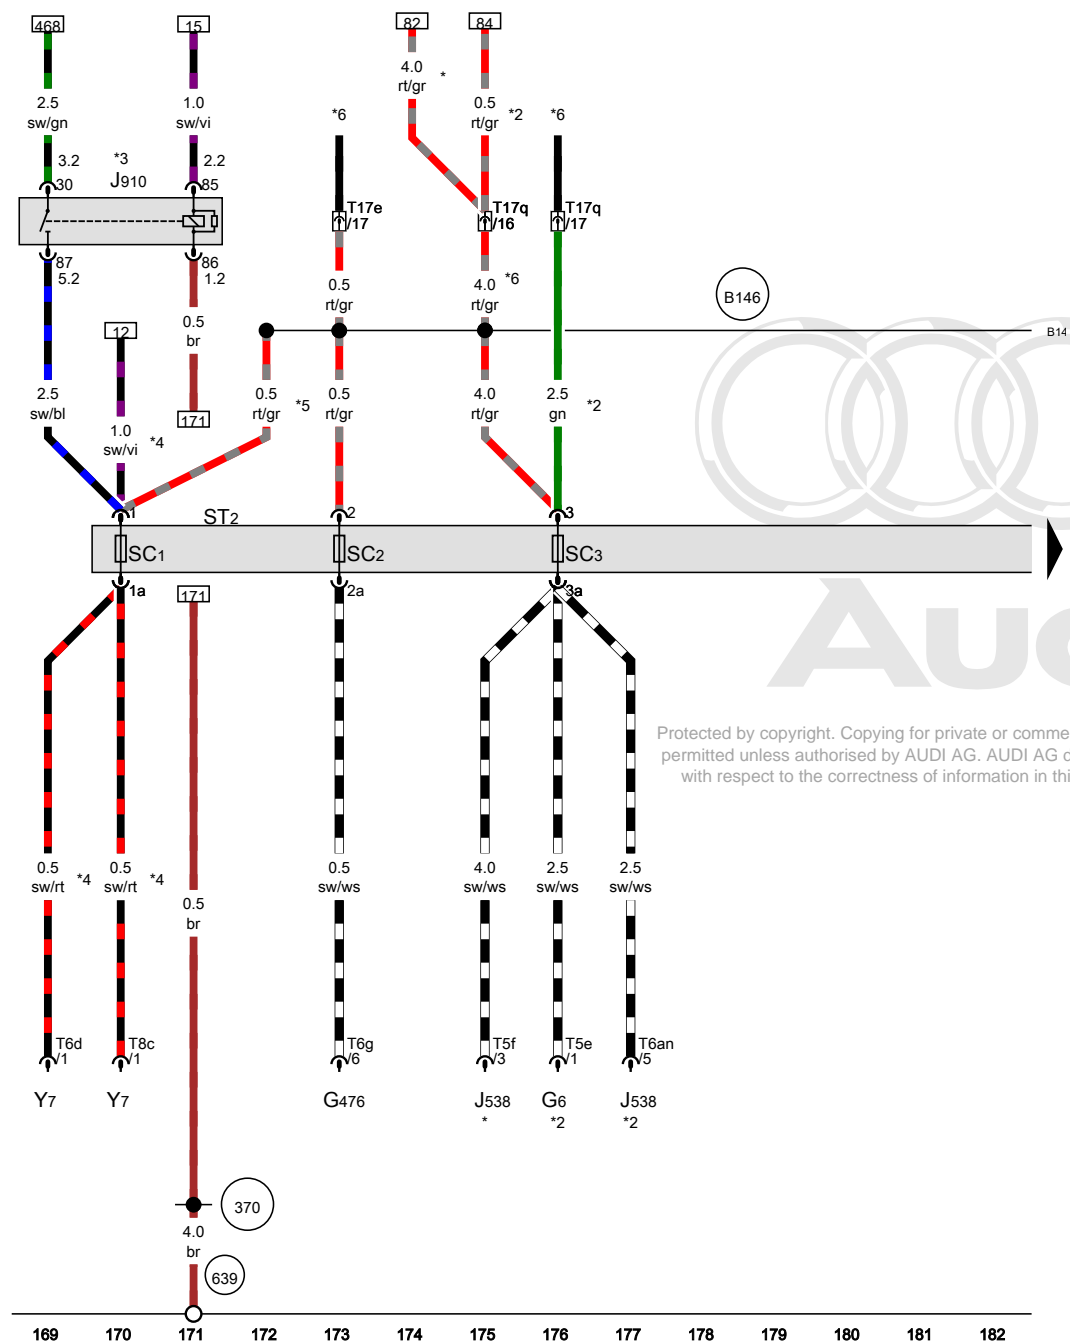 468
15
82
84
2.5
sw/gn
1.0
sw/vi
4.0
rt/gr
*
0.5
rt/gr
*2
*6
*6
3.2
*3
J910
2.2
30
85
T17e
/17
T17q
/16
T17q
/17
87
5.2
86
1.2
0.5
rt/gr
4.0
rt/gr
*6
B146
0.5
br
12
B14
2.5
sw/bl
171
0.5
rt/gr
*5
0.5
rt/gr
4.0
rt/gr
2.5
gn
*2
1.0
sw/vi
*4
1
ST2
2
3
SC1
SC2
SC3
1a
171
2a
3a
Aud
Protected by copyright. Copying for private or comme
permitted unless authorised by AUDI AG. AUDI AG d
with respect to the correctness of information in thi
0.5
sw/rt
*4
0.5
sw/rt
*4
0.5
br
0.5
sw/ws
4.0
sw/ws
2.5
sw/ws
2.5
sw/ws
T6d
/1
T8c
/1
T6g
/6
T5f
/3
T5e
/1
T6an
/5
Y7
Y7
G476
J538
*
G6
*2
J538
*2
370
4.0
br
639
169 170 171 172 173 174 175 176 177 178 179 180 181 182